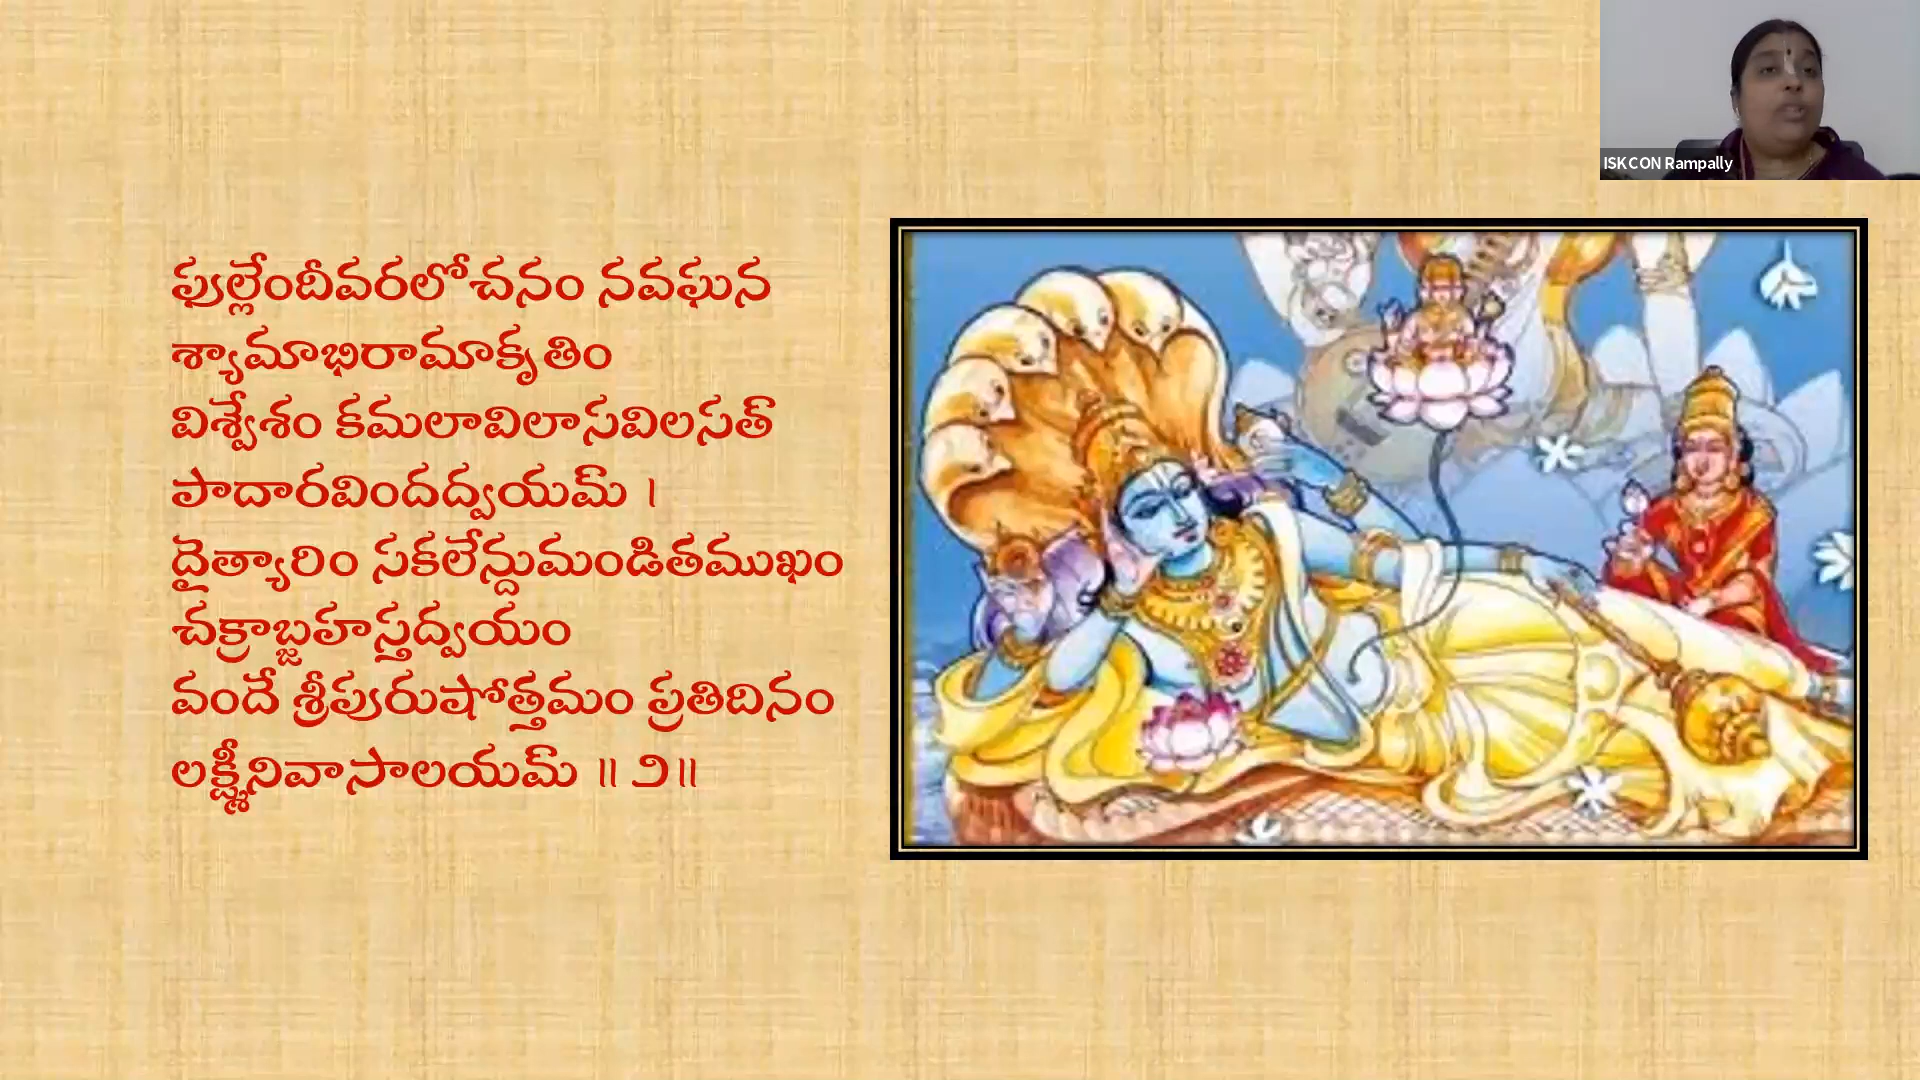 ఫుల్లేందీవరలోచనం నవఘన
శ్యామాభిరామాకృతిం
విశ్వేశం కమలావిలాసవిలసత్
పాదారవిందద్వయమ్ ।
దైత్యారిం సకలేన్దుమండితముఖం
చక్రాబ్జహస్తద్వయం
వందే శ్రీపురుషోత్తమం ప్రతిదినం
లక్ష్మీనివాసాలయమ్ ॥ ౨॥
ISKCON Rampally